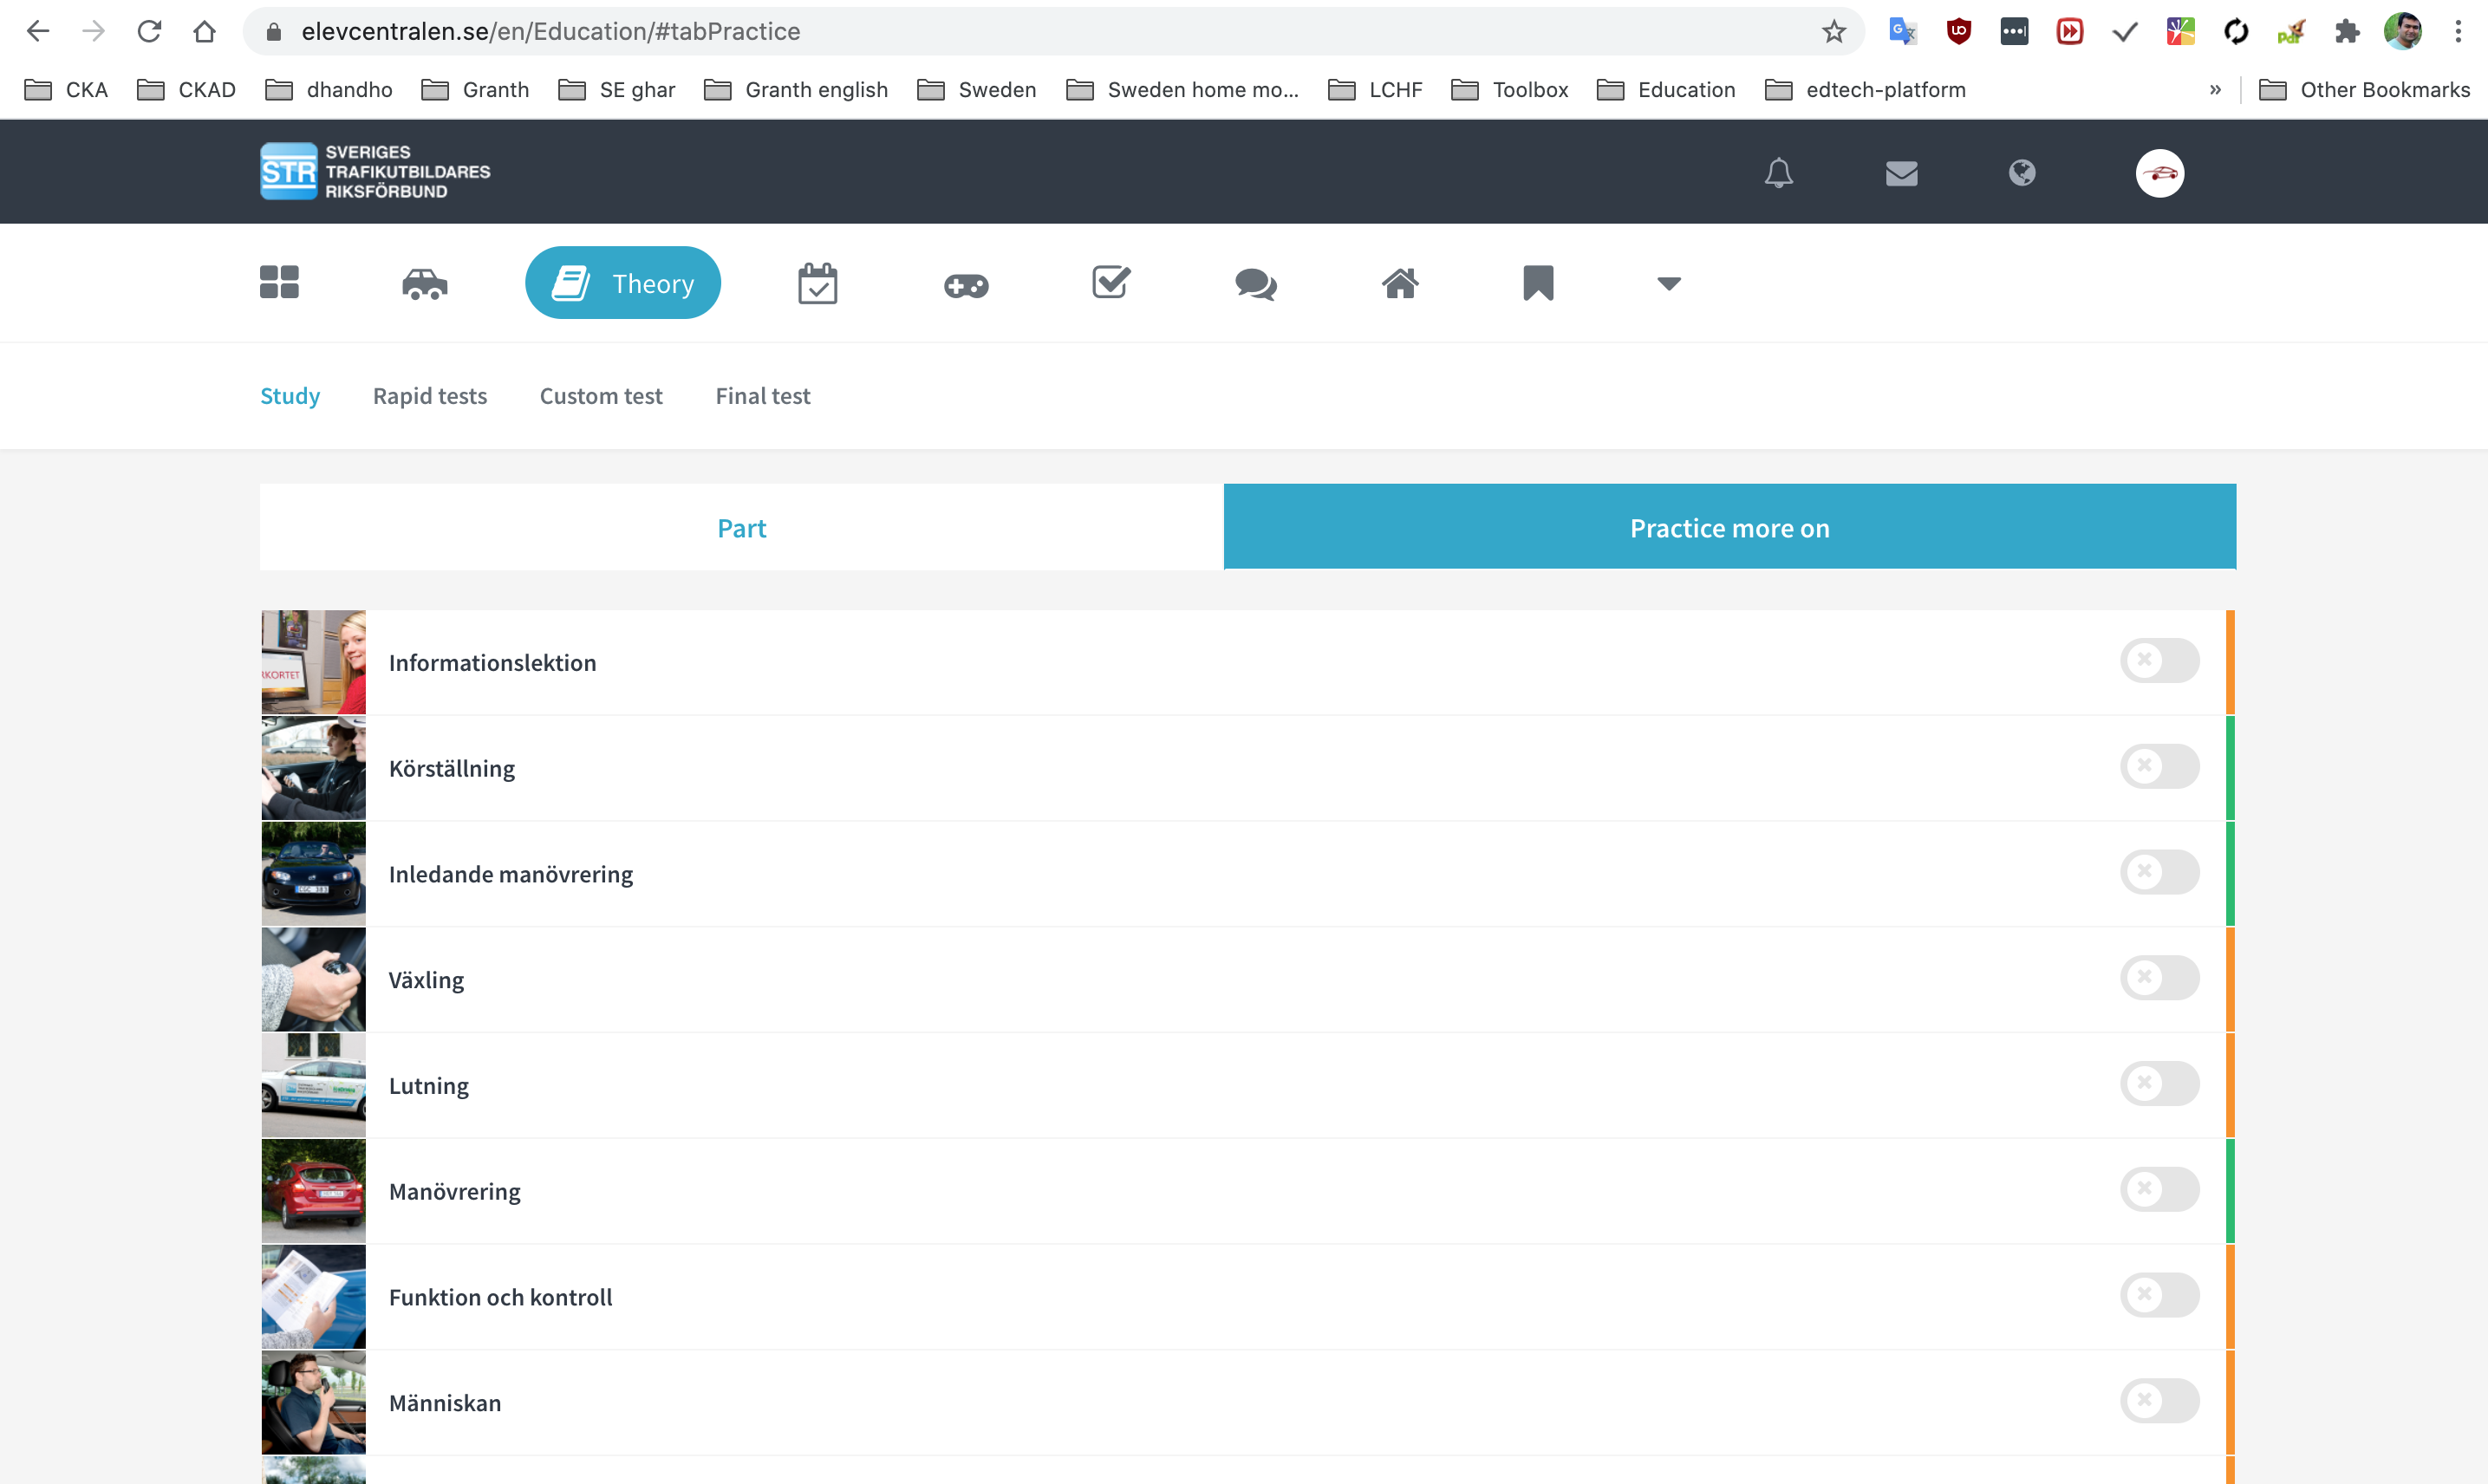 elevcentralen.se/en/Education/#tabPractice
CKA CKAD dhandho Granth SE ghar Granth english Sweden Sweden home mo... LCHF Toolbox Education edtech-platform » Other Bookmarks
STR SVERIGES
TRAFIKUTBILDARES
RIKSFÖRBUND
Theory
Study Rapid tests Custom test Final test
Part Practice more on
RKORTET
Informationslektion
Körställning
Inledande manövrering
Växling
Lutning
Manövrering
Funktion och kontroll
Människan